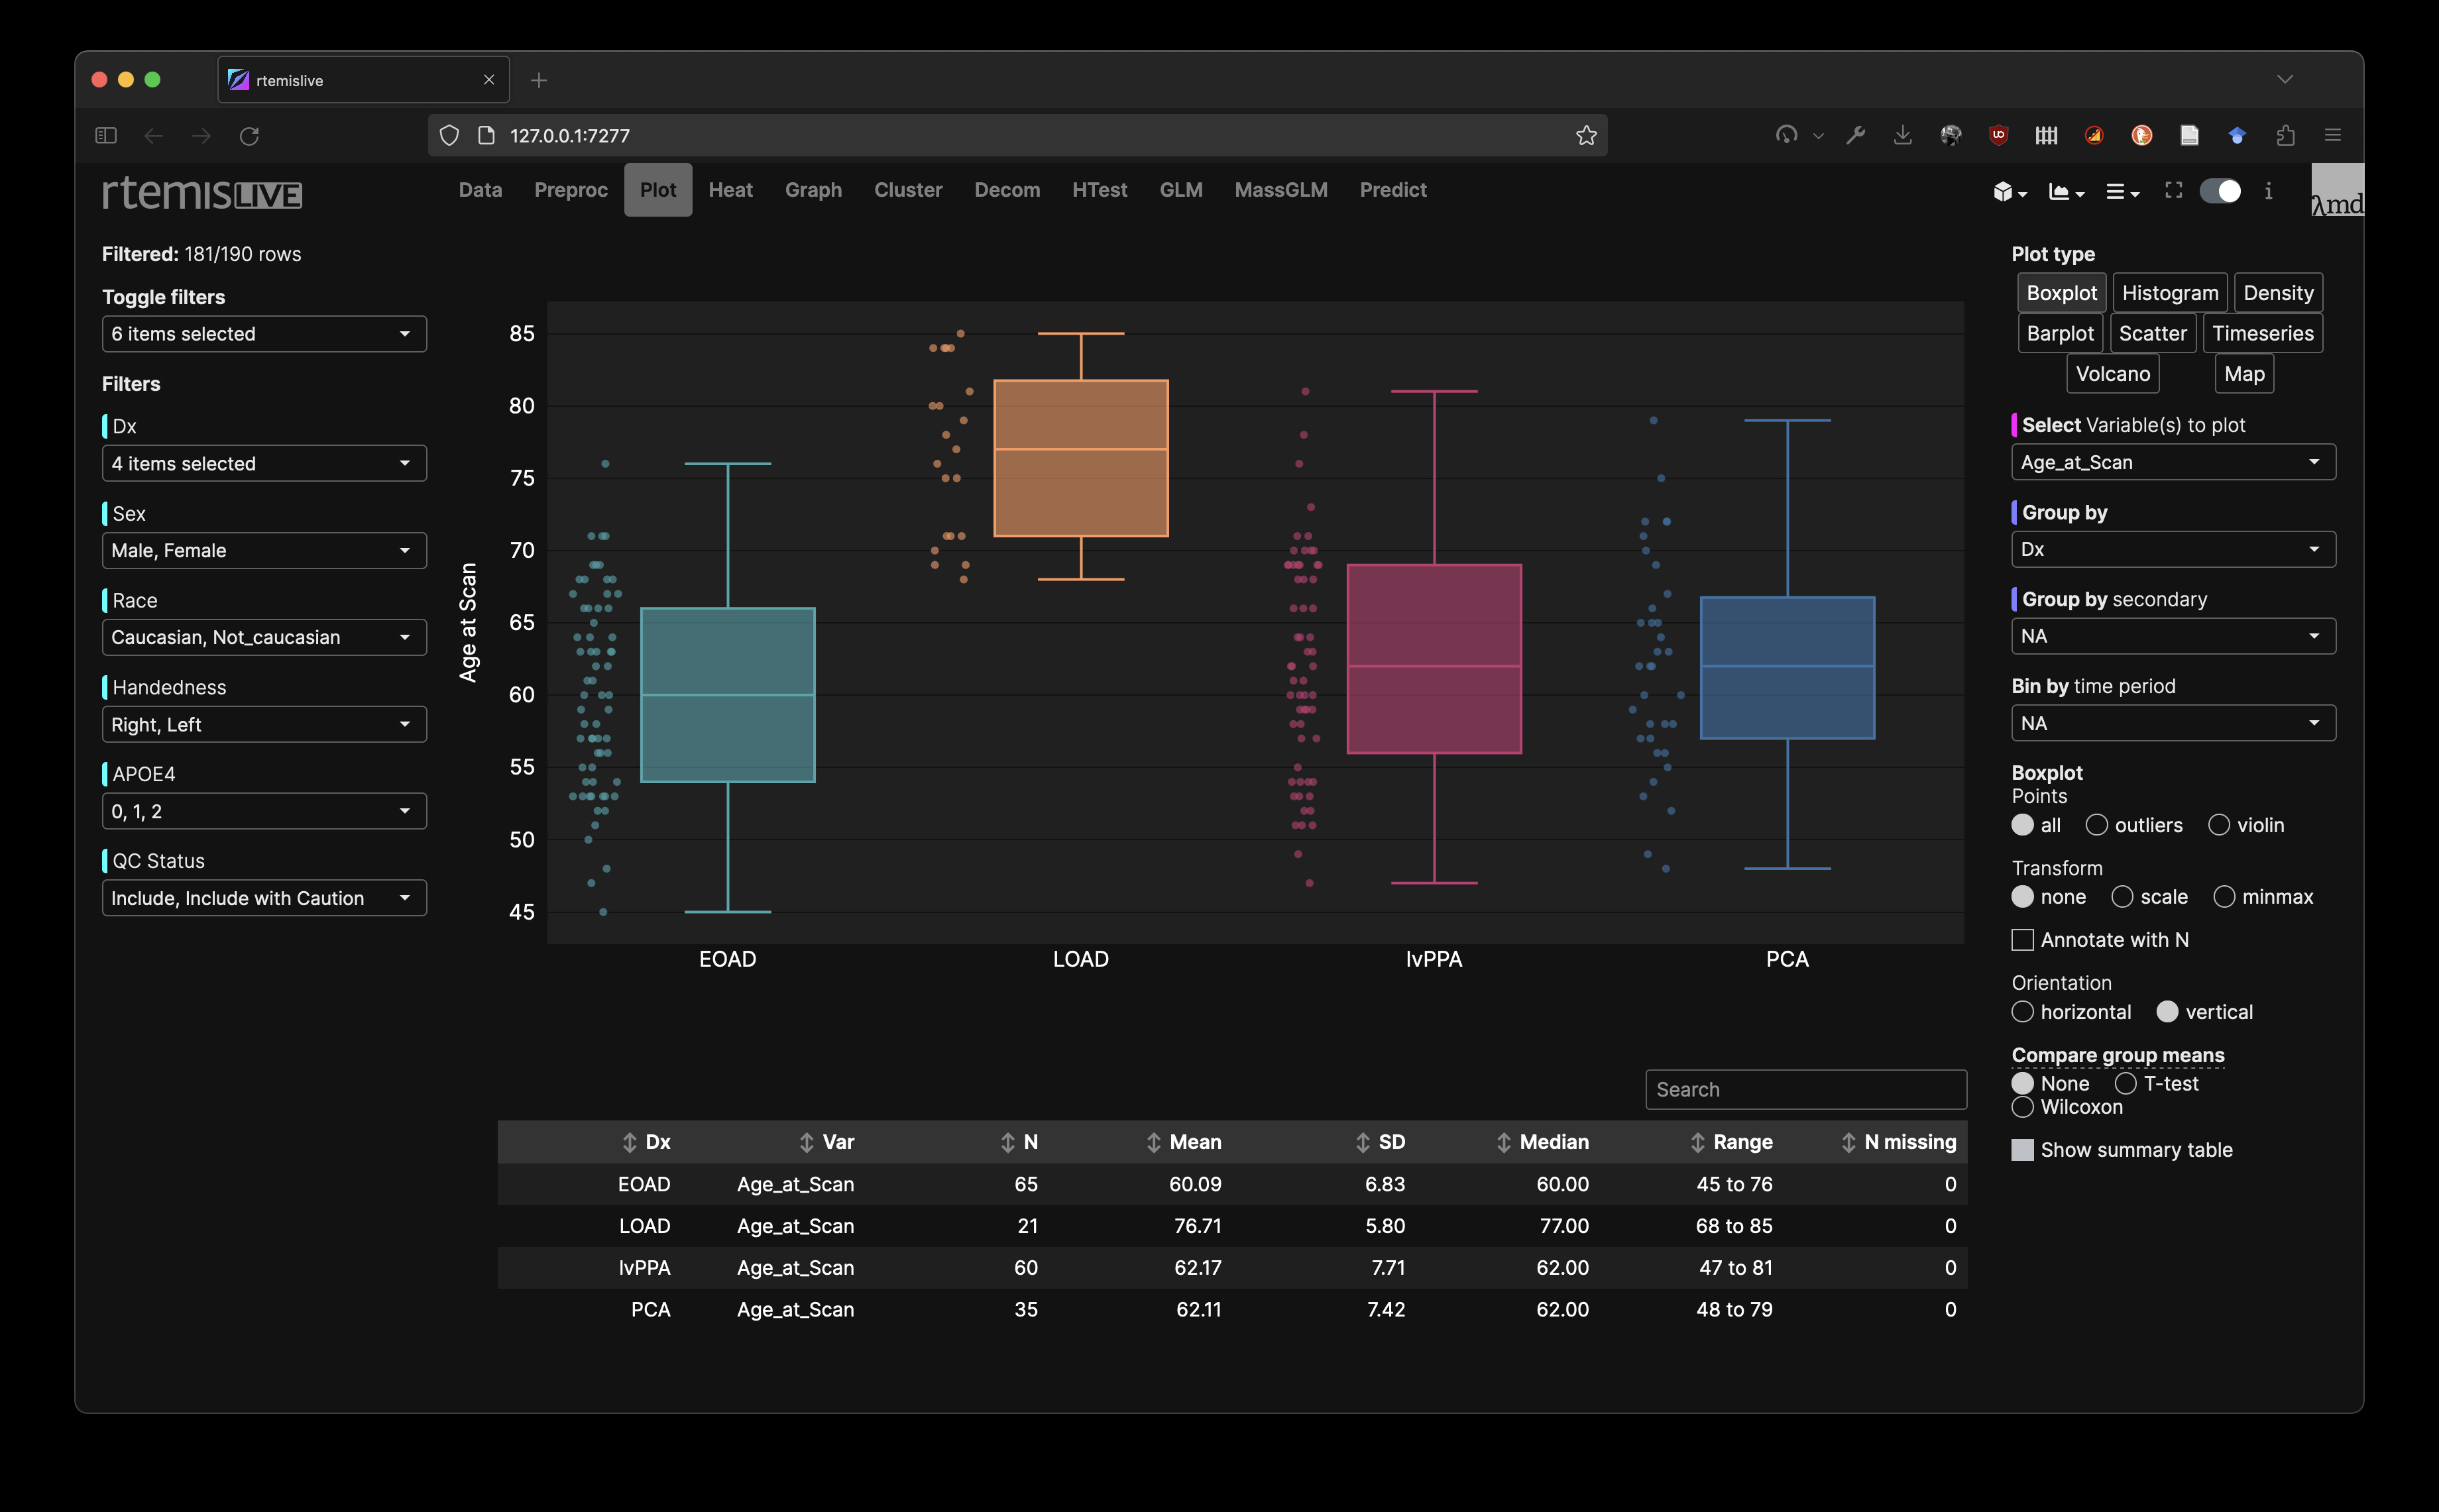 rtemislive
127.0.0.1:7277
rtemisLIVE
Data Preproc Plot Heat Graph Cluster Decom HTest GLM MassGLM Predict
λmd
Filtered: 181/190 rows
Toggle filters
6 items selected
Filters
Dx
4 items selected
Sex
Male, Female
Race
Caucasian, Not_caucasian
Handedness
Right, Left
APOE4
0, 1, 2
QC Status
Include, Include with Caution
Age at Scan
85
80
75
70
65
60
55
50
45
EOAD LOAD lvPPA PCA
Search
Dx Var N Mean SD Median Range N missing
EOAD Age_at_Scan 65 60.09 6.83 60.00 45 to 76 0
LOAD Age_at_Scan 21 76.71 5.80 77.00 68 to 85 0
lvPPA Age_at_Scan 60 62.17 7.71 62.00 47 to 81 0
PCA Age_at_Scan 35 62.11 7.42 62.00 48 to 79 0
Plot type
Boxplot Histogram Density
Barplot Scatter Timeseries
Volcano Map
Select Variable(s) to plot
Age_at_Scan
Group by
Dx
Group by secondary
NA
Bin by time period
NA
Boxplot
Points
all outliers violin
Transform
none scale minmax
Annotate with N
Orientation
horizontal vertical
Compare group means
None T-test
Wilcoxon
Show summary table